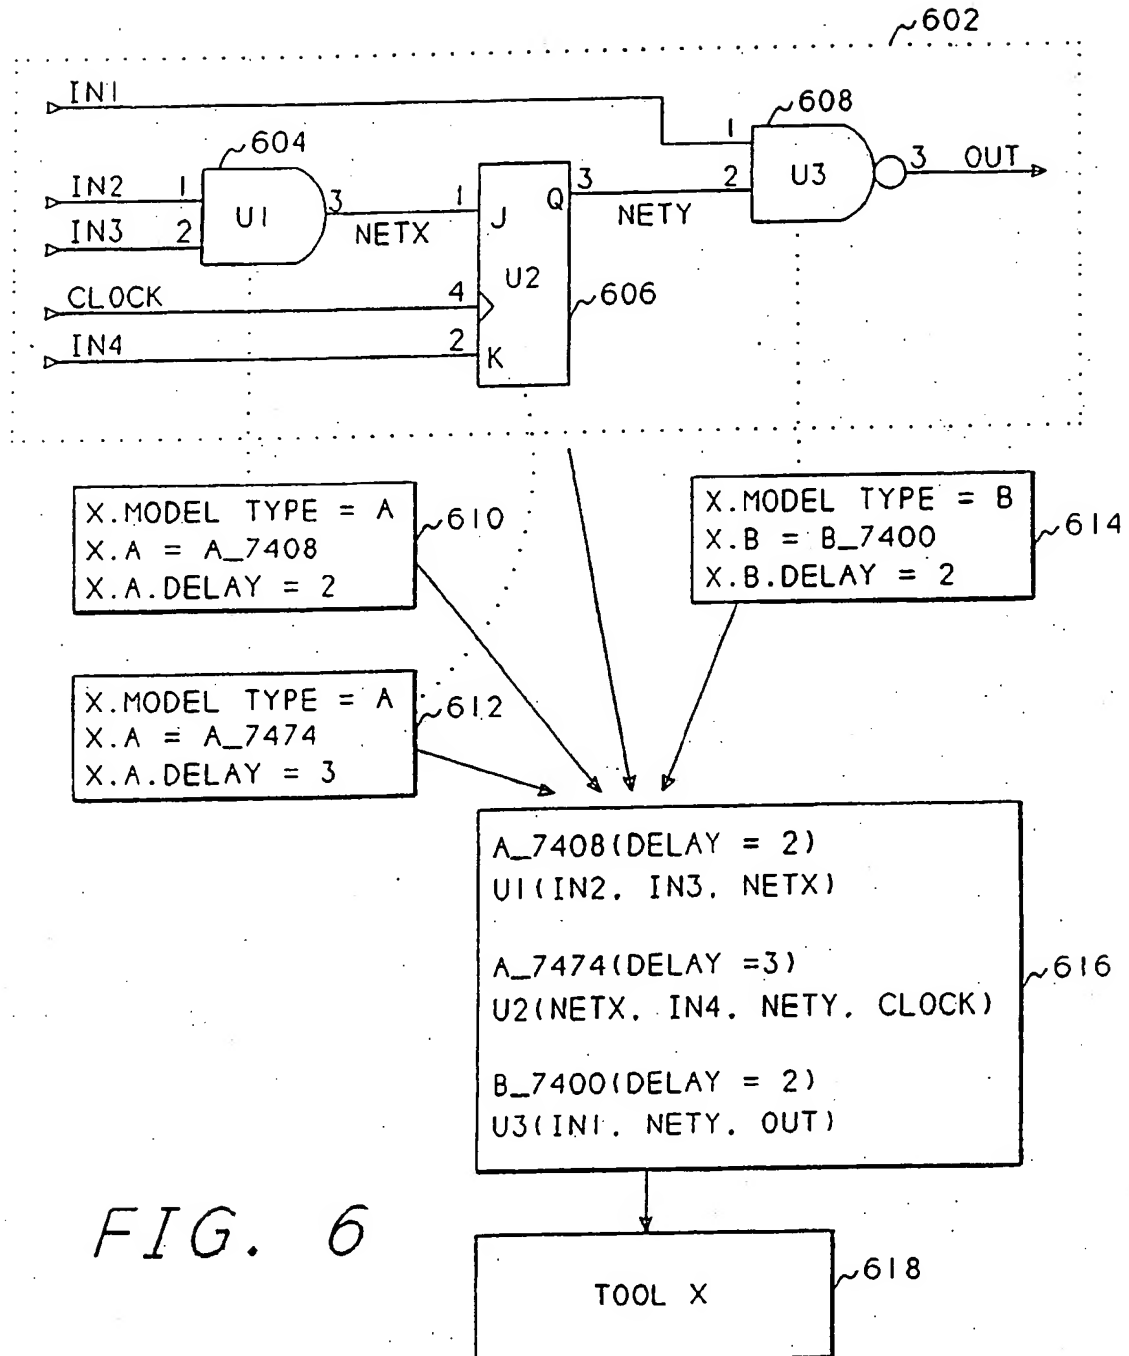 602
IN1
608
1
604
3 OUT
U3
IN2 1
2
3
3
1
Q
U1
J
NETY
IN3 2
NETX
U2
CLOCK 4
606
IN4 2
K
X.MODEL TYPE = A
X.A = A_7408
X.A.DELAY = 2
610
X.MODEL TYPE = B
X.B = B_7400
X.B.DELAY = 2
614
X.MODEL TYPE = A
X.A = A_7474
X.A.DELAY = 3
612
A_7408(DELAY = 2)
U1(IN2, IN3, NETX)
A_7474(DELAY =3)
U2(NETX, IN4, NETY, CLOCK)
B_7400(DELAY = 2)
U3(IN1, NETY, OUT)
616
FIG. 6
TOOL X
618